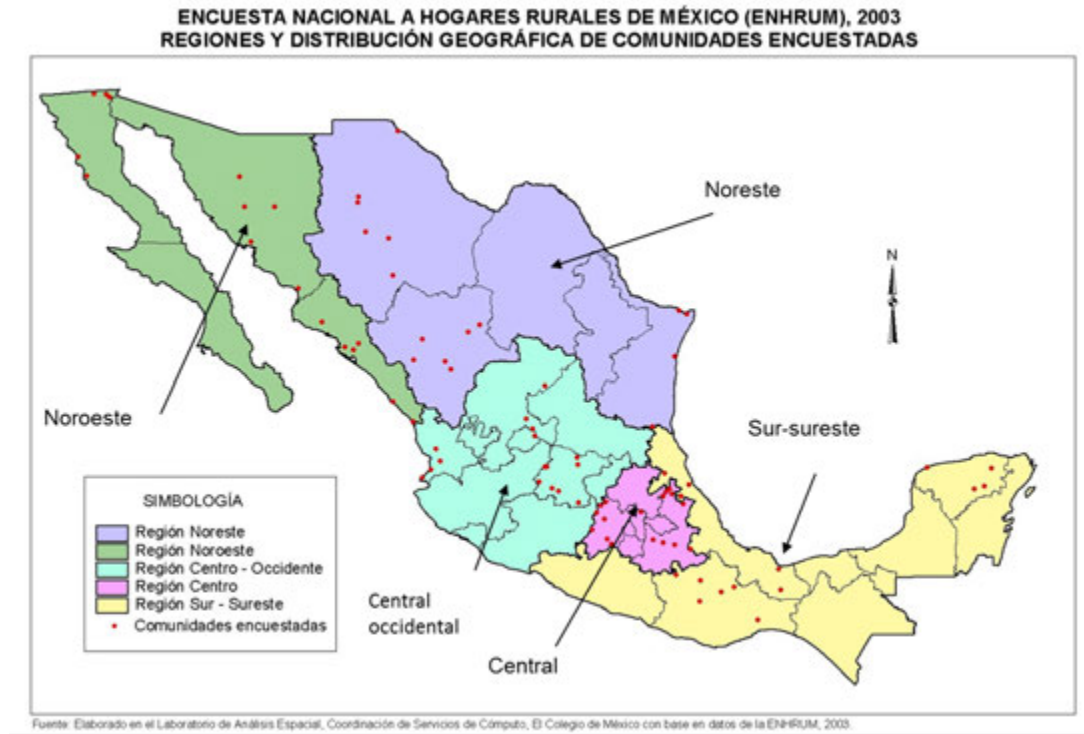 ENCUESTA NACIONAL A HOGARES RURALES DE MÉXICO (ENHRUM), 2003
REGIONES Y DISTRIBUCIÓN GEOGRÁFICA DE COMUNIDADES ENCUESTADAS
Noreste
N
Noroeste
Sur-sureste
SIMBOLOGÍA
Región Noreste
Región Noroeste
Región Centro - Occidente
Región Centro
Región Sur - Sureste
Comunidades encuestadas
Central
occidental
Central
Fuente: Elaborado en el Laboratorio de Análisis Espacial, Coordinación de Servicios de Cómputo, El Colegio de México con base en datos de la ENHRUM, 2003.